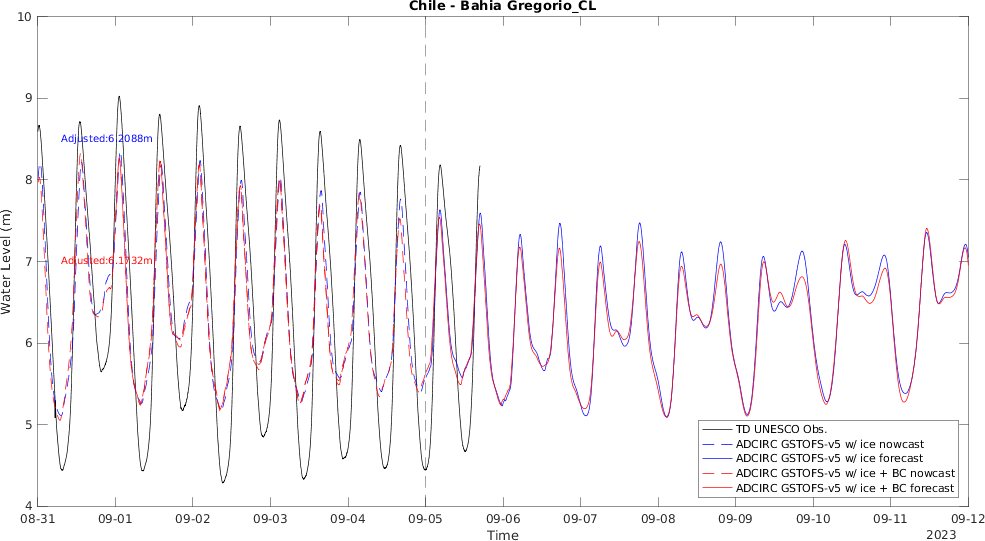 Chile - Bahia Gregorio_CL
10
9
8
7
6
5
4
Water Level (m)
Adjusted:6.2088m
Adjusted:6.1732m
TD UNESCO Obs.
ADCIRC GSTOFS-v5 w/ ice nowcast
ADCIRC GSTOFS-v5 w/ ice forecast
ADCIRC GSTOFS-v5 w/ ice + BC nowcast
ADCIRC GSTOFS-v5 w/ ice + BC forecast
08-31 09-01 09-02 09-03 09-04 09-05 09-06 09-07 09-08 09-09 09-10 09-11 09-12
Time
2023